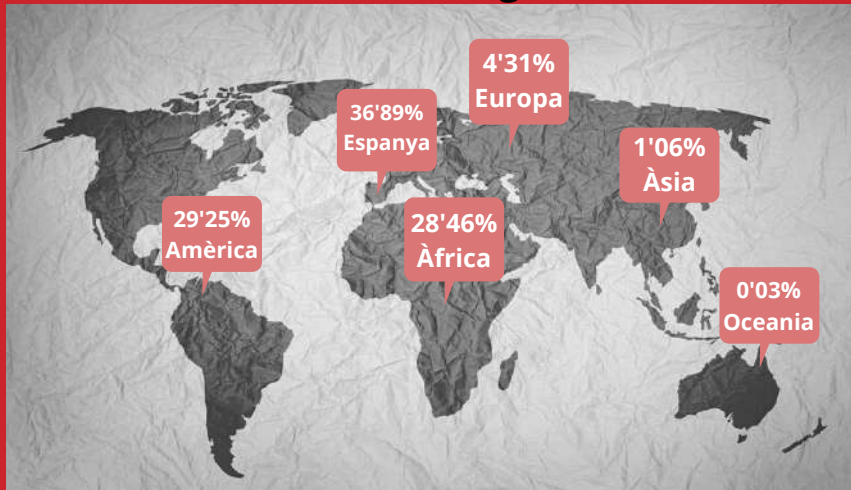 4'31%
Europa
36'89%
Espanya
1'06%
Àsia
29'25%
Amèrica
28'46%
Àfrica
0'03%
Oceania